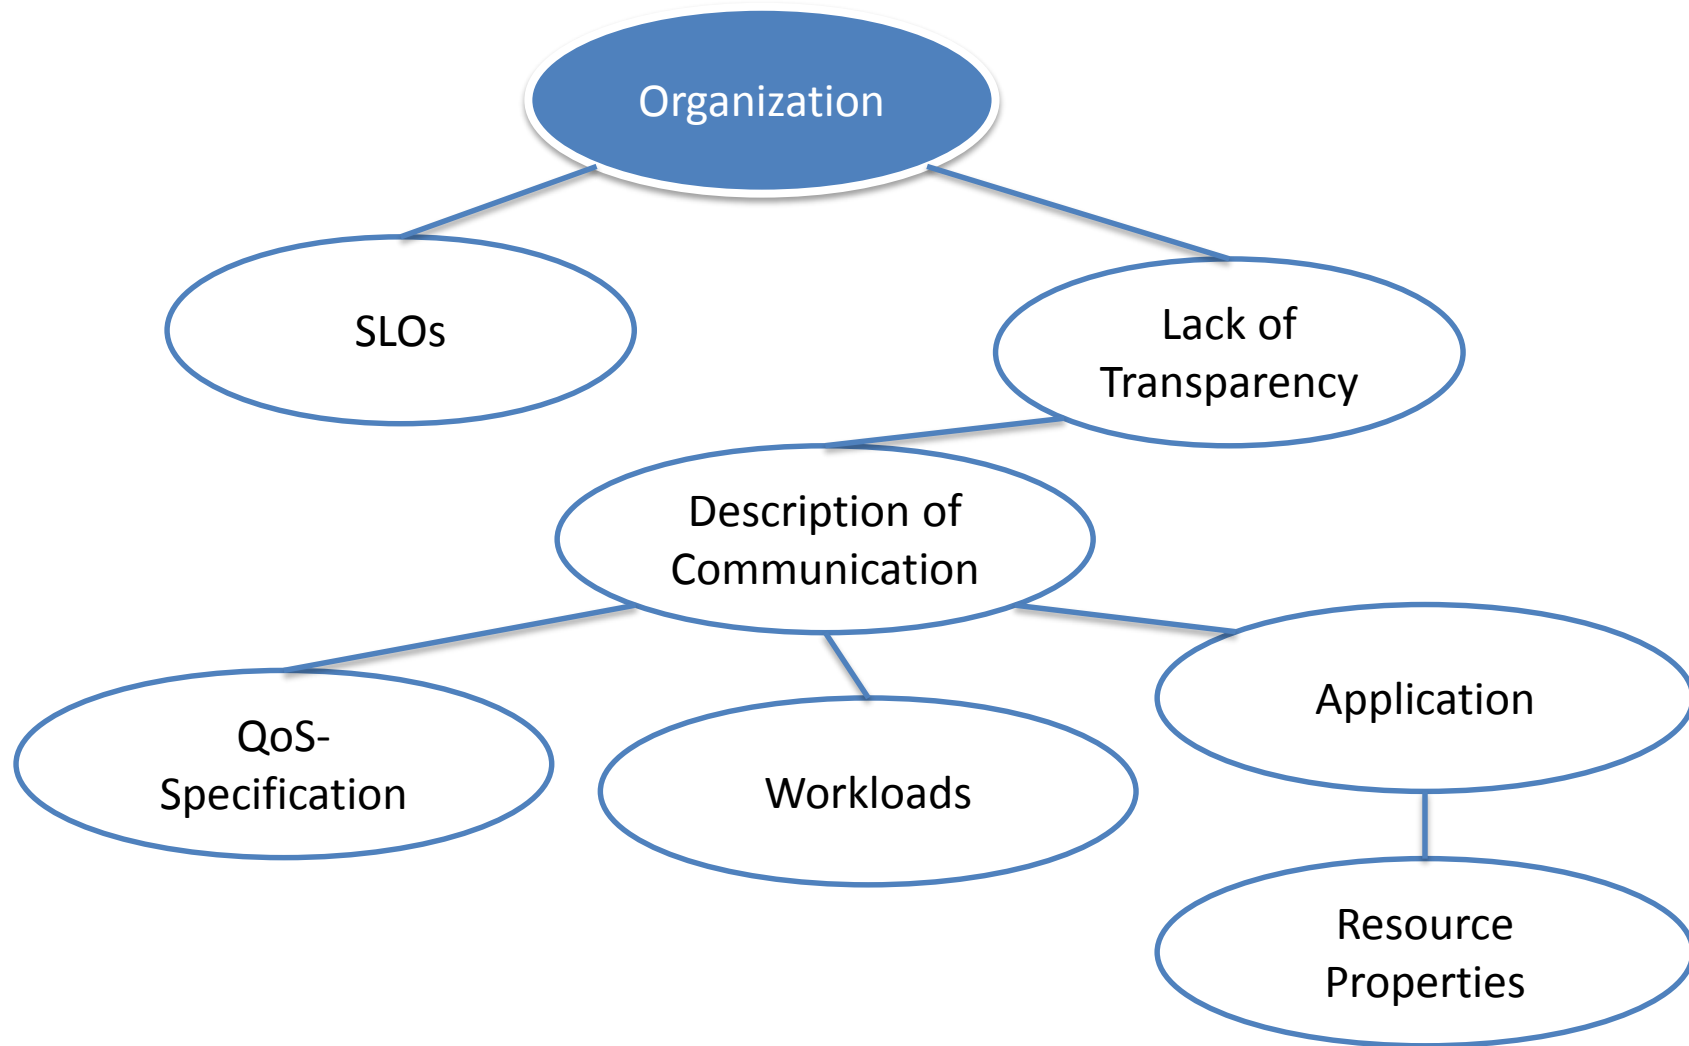 Organization
SLOs
Lack of
Transparency
Description of
Communication
QoS-
Specification
Workloads
Application
Resource
Properties